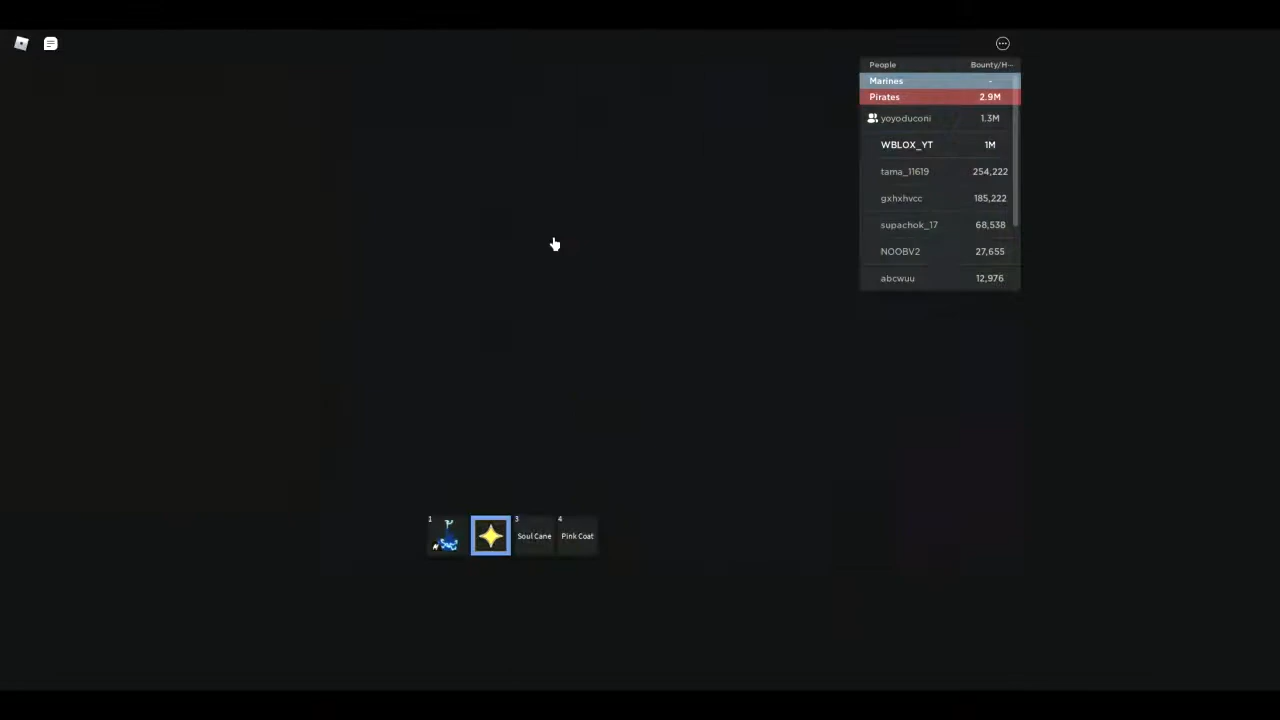 People Bounty/H...
Marines -
Pirates 2.9M
yoyoduconi 1.3M
WBLOX_YT 1M
tama_11619 254,222
gxhxhvcc 185,222
supachok_17 68,538
NOOBV2 27,655
abcwuu 12,976
1 3 4
Soul Cane Pink Coat